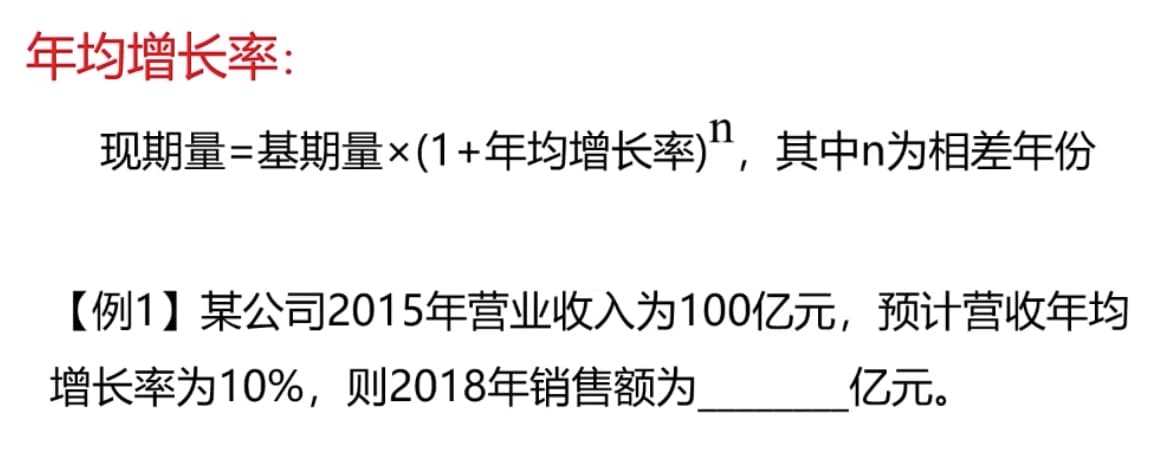 年均增长率:
现期量=基期量×(1+年均增长率)ⁿ，其中n为相差年份
【例1】某公司2015年营业收入为100亿元，预计营收年均
增长率为10%，则2018年销售额为_______亿元。